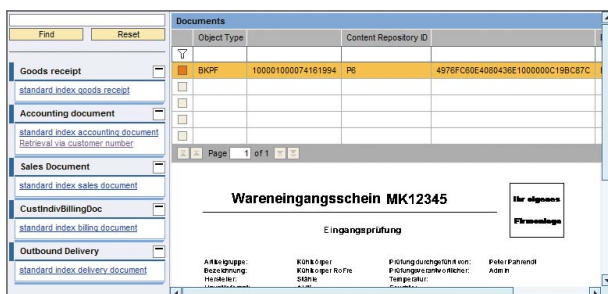 Find Reset
Goods receipt
standard index goods receipt
Accounting document
standard index accounting document
Retrieval via customer number
Sales Document
standard index sales document
CustIndivBillingDoc
standard index billing document
Outbound Delivery
standard index delivery document
Documents
Object Type Content Repository ID
BKPF 100001000074161994 P6 4976FC60E4080436E1000000C19BC87C
Page 1 of 1
Wareneingangsschein MK12345
Ihr eigenes
Firmenlogo
Eingangsprüfung
Artikelgruppe: Kühlkörper Prüfung durchgeführt von: Peter Pahrendt
Bezeichnung: Kühlkörper RoFre Prüfungsverantwortlicher: Admin
Hersteller: Stähle Temperatur: